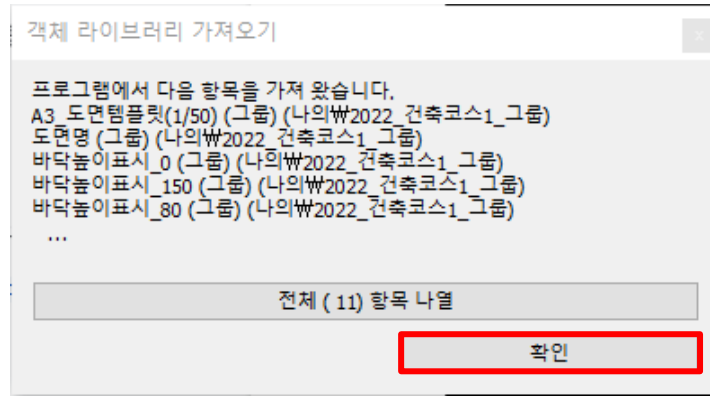 객체 라이브러리 가져오기
프로그램에서 다음 항목을 가져 왔습니다.
A3_도면템플릿(1/50) (그룹) (나의₩2022_건축코스1_그룹)
도면명 (그룹) (나의₩2022_건축코스1_그룹)
바닥높이표시_0 (그룹) (나의₩2022_건축코스1_그룹)
바닥높이표시_150 (그룹) (나의₩2022_건축코스1_그룹)
바닥높이표시_80 (그룹) (나의₩2022_건축코스1_그룹)
...
전체 ( 11) 항목 나열
확인